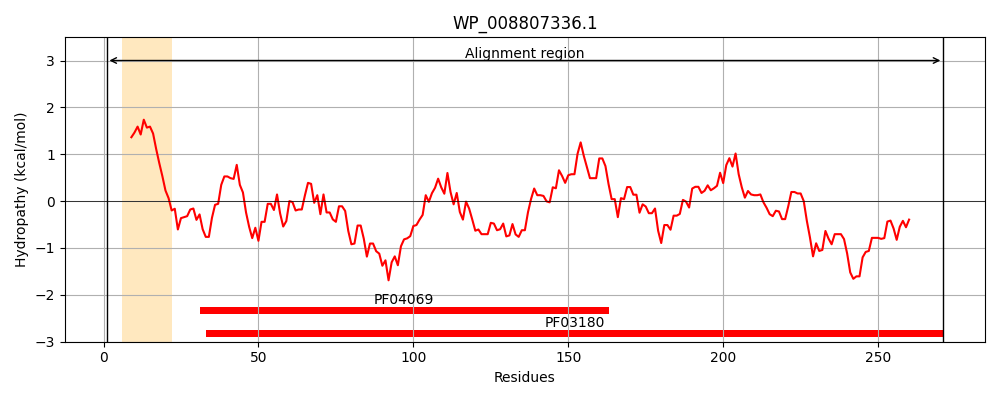 WP_008807336.1
Alignment region
3
2
1
0
−1
−2
−3
Hydropathy (kcal/mol)
PF04069
PF03180
0 50 100 150 200 250
Residues